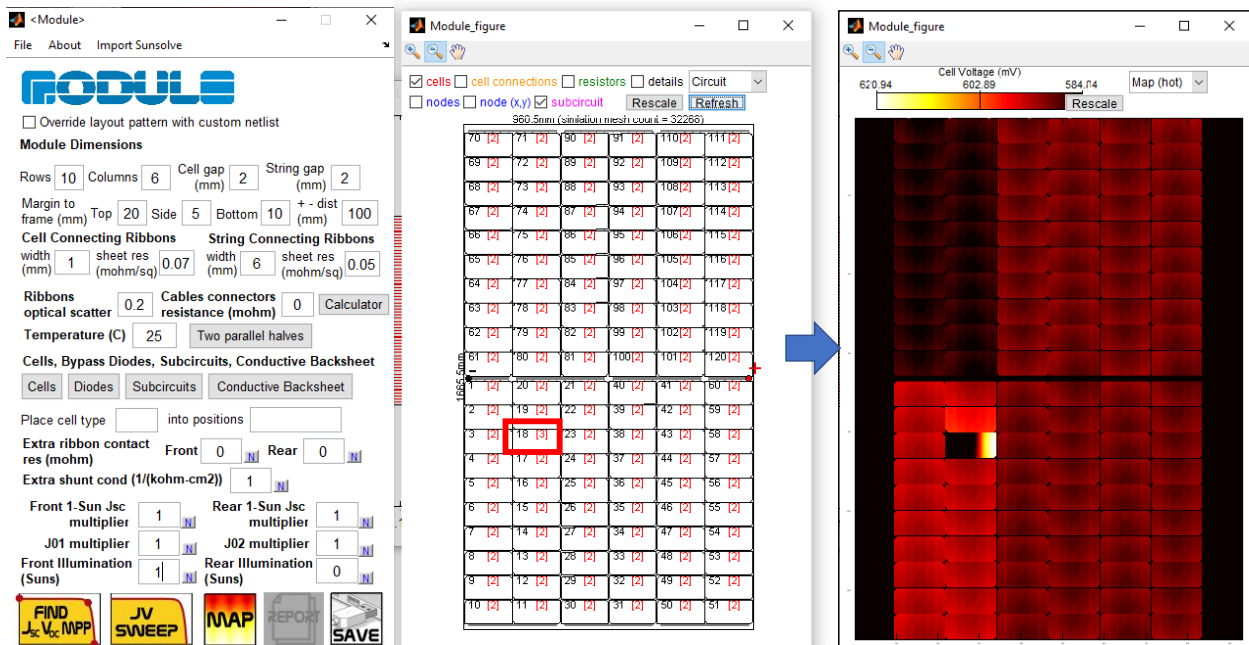 <Module>
File About Import Sunsolve
MODULE
Override layout pattern with custom netlist
Module Dimensions
Rows 10 Columns 6 Cell gap (mm) 2 String gap (mm) 2
Margin to frame (mm) Top 20 Side 5 Bottom 10 + - dist (mm) 100
Cell Connecting Ribbons String Connecting Ribbons
width (mm) 1 sheet res (mohm/sq) 0.07 width (mm) 6 sheet res (mohm/sq) 0.05
Ribbons optical scatter 0.2 Cables connectors resistance (mohm) 0 Calculator
Temperature (C) 25 Two parallel halves
Cells, Bypass Diodes, Subcircuits, Conductive Backsheet
Cells Diodes Subcircuits Conductive Backsheet
Place cell type into positions
Extra ribbon contact res (mohm) Front 0 N Rear 0 N
Extra shunt cond (1/(kohm-cm2)) 1 N
Front 1-Sun Jsc multiplier 1 N Rear 1-Sun Jsc multiplier 1 N
J01 multiplier 1 N J02 multiplier 1 N
Front Illumination (Suns) 1 N Rear Illumination (Suns) 0 N
FIND Jsc Voc MPP
JV SWEEP
MAP
REPORT
SAVE
Module_figure
cells cell connections resistors details Circuit
nodes node (x,y) subcircuit Rescale Refresh
960.5mm (simlation mesh count = 32266)
1665.5mm
70 [2] 71 [2] 90 [2] 91 [2] 110[2] 111[2]
69 [2] 72 [2] 89 [2] 92 [2] 109[2] 112[2]
68 [2] 73 [2] 88 [2] 93 [2] 108[2] 113[2]
67 [2] 74 [2] 87 [2] 94 [2] 107[2] 114[2]
66 [2] 75 [2] 86 [2] 95 [2] 106[2] 115[2]
65 [2] 76 [2] 85 [2] 96 [2] 105[2] 116[2]
64 [2] 77 [2] 84 [2] 97 [2] 104[2] 117[2]
63 [2] 78 [2] 83 [2] 98 [2] 103[2] 118[2]
62 [2] 79 [2] 82 [2] 99 [2] 102[2] 119[2]
61 [2] 80 [2] 81 [2] 100[2] 101[2] 120[2]
- +
1 [2] 20 [2] 21 [2] 40 [2] 41 [2] 60 [2]
2 [2] 19 [2] 22 [2] 39 [2] 42 [2] 59 [2]
3 [2] 18 [3] 23 [2] 38 [2] 43 [2] 58 [2]
4 [2] 17 [2] 24 [2] 37 [2] 44 [2] 57 [2]
5 [2] 16 [2] 25 [2] 36 [2] 45 [2] 56 [2]
6 [2] 15 [2] 26 [2] 35 [2] 46 [2] 55 [2]
7 [2] 14 [2] 27 [2] 34 [2] 47 [2] 54 [2]
8 [2] 13 [2] 28 [2] 33 [2] 48 [2] 53 [2]
9 [2] 12 [2] 29 [2] 32 [2] 49 [2] 52 [2]
10 [2] 11 [2] 30 [2] 31 [2] 50 [2] 51 [2]
Module_figure
Cell Voltage (mV) Map (hot)
620.94 602.89 584.04
Rescale